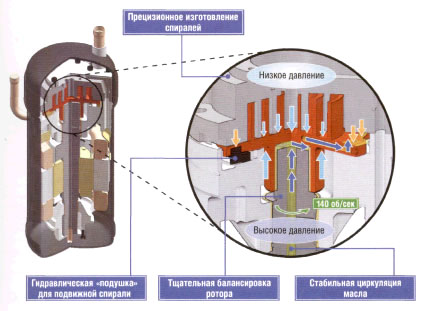 Прецизионное изготовление
спиралей
Низкое давление
140 об/сек
Высокое давление
Гидравлическая «подушка»
для подвижной спирали
Тщательная балансировка
ротора
Стабильная циркуляция
масла